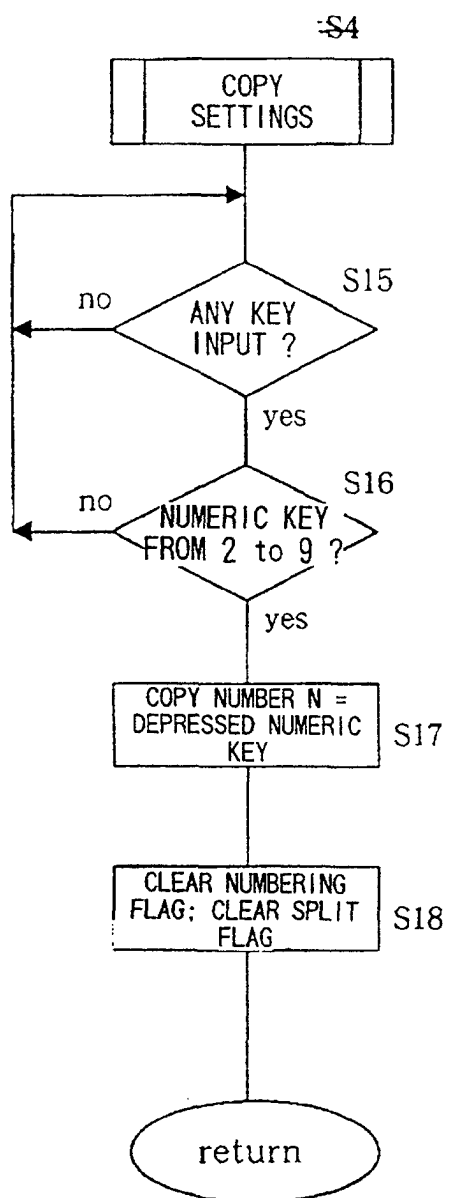 S4
COPY
SETTINGS
S15
no
ANY KEY
INPUT ?
yes
S16
no
NUMERIC KEY
FROM 2 to 9 ?
yes
COPY NUMBER N =
DEPRESSED NUMERIC
KEY
S17
CLEAR NUMBERING
FLAG; CLEAR SPLIT
FLAG
S18
return